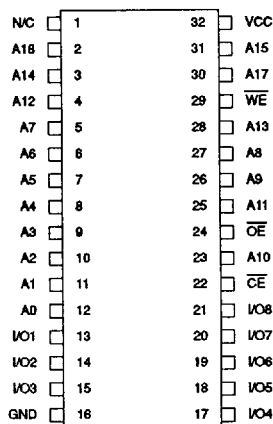 N/C 1 32 VCC
A16 2 31 A15
A14 3 30 A17
A12 4 29 WE
A7 5 28 A13
A6 6 27 A8
A5 7 26 A9
A4 8 25 A11
A3 9 24 OE
A2 10 23 A10
A1 11 22 CE
A0 12 21 I/O8
I/O1 13 20 I/O7
I/O2 14 19 I/O6
I/O3 15 18 I/O5
GND 16 17 I/O4